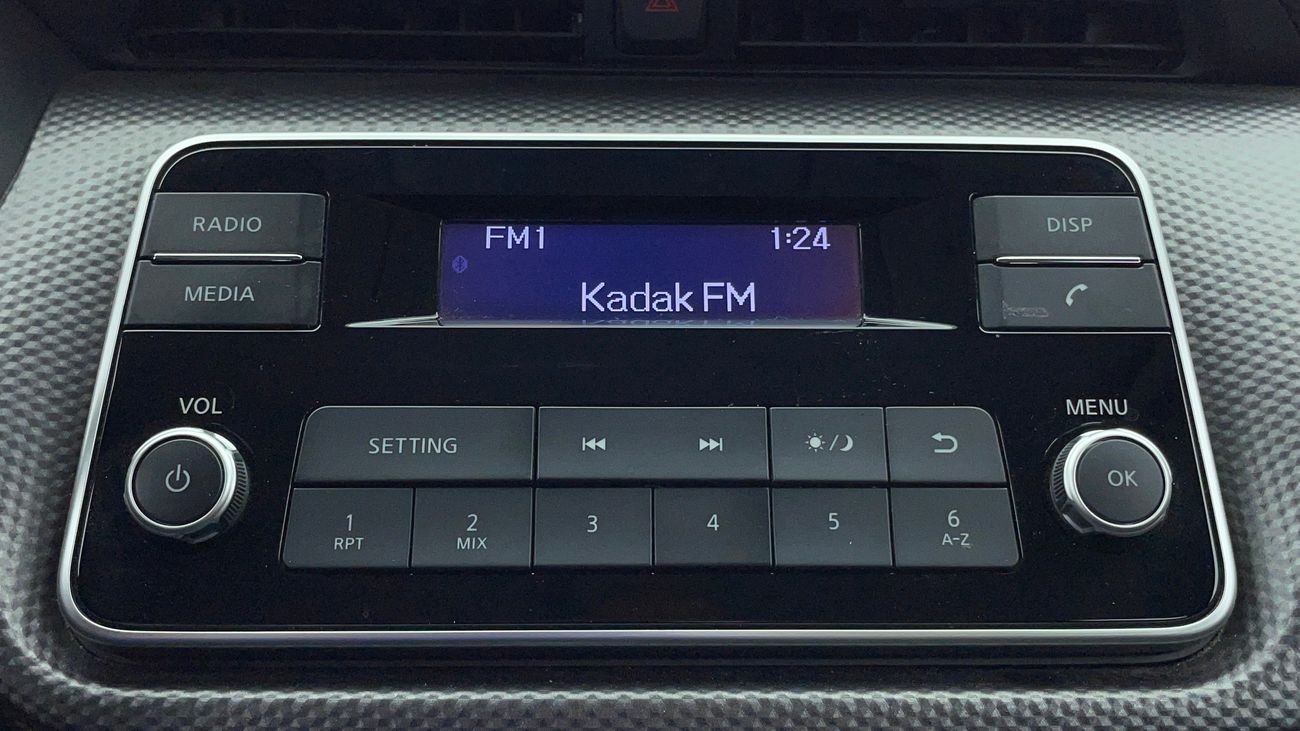 RADIO
MEDIA
FM1 1:24
Kadak FM
DISP
VOL
MENU
SETTING
OK
1 2 3 4 5 6
RPT MIX A-Z